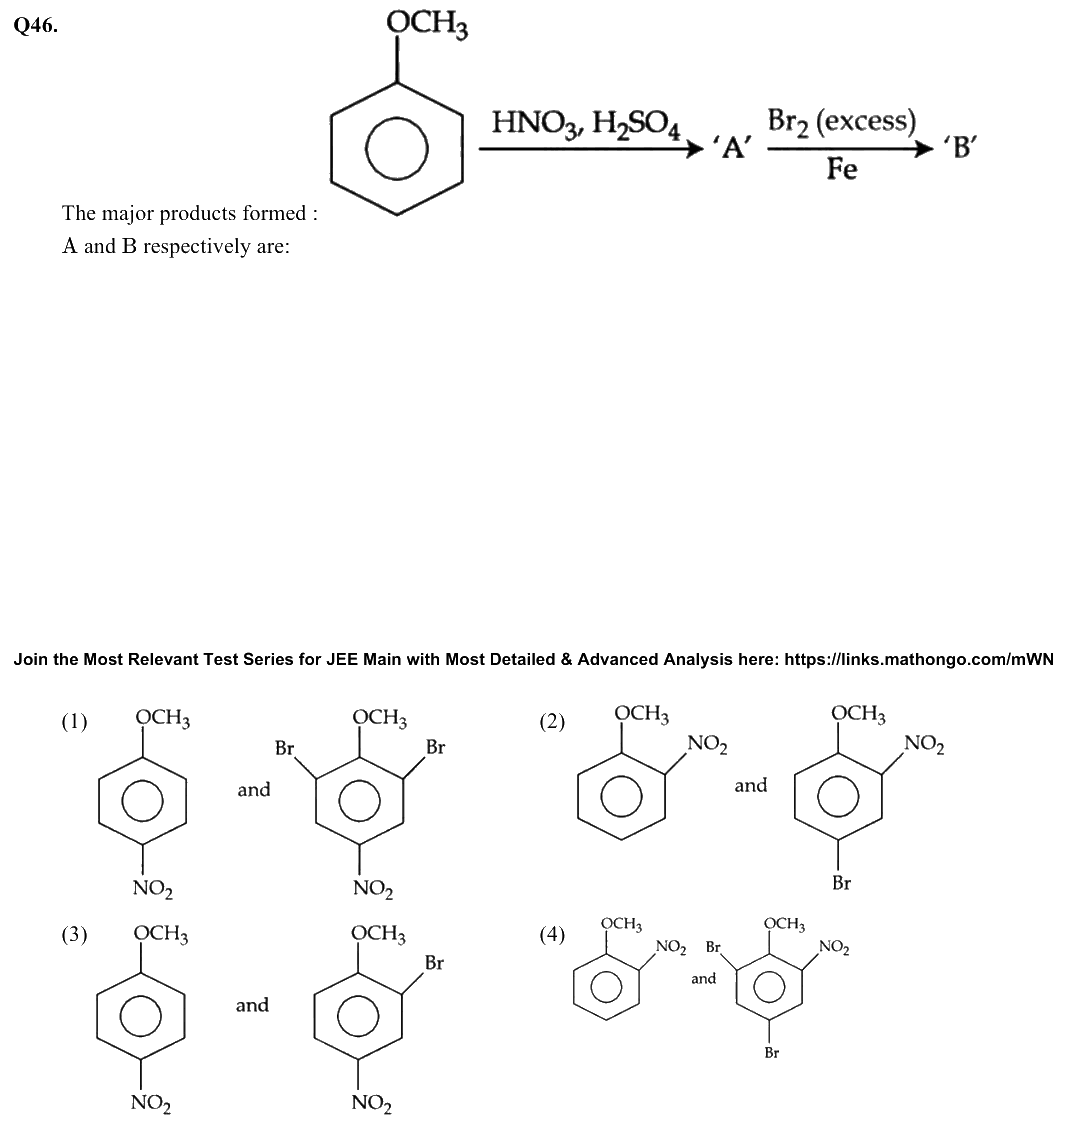 Q46.
OCH₃
HNO₃, H₂SO₄ 'A' Br₂ (excess) Fe 'B'
The major products formed :
A and B respectively are:
Join the Most Relevant Test Series for JEE Main with Most Detailed & Advanced Analysis here: https://links.mathongo.com/mWN
(1) OCH₃ NO₂ and OCH₃ Br Br NO₂
(2) OCH₃ NO₂ and OCH₃ NO₂ Br
(3) OCH₃ NO₂ and OCH₃ Br NO₂
(4) OCH₃ NO₂ and OCH₃ Br NO₂ Br